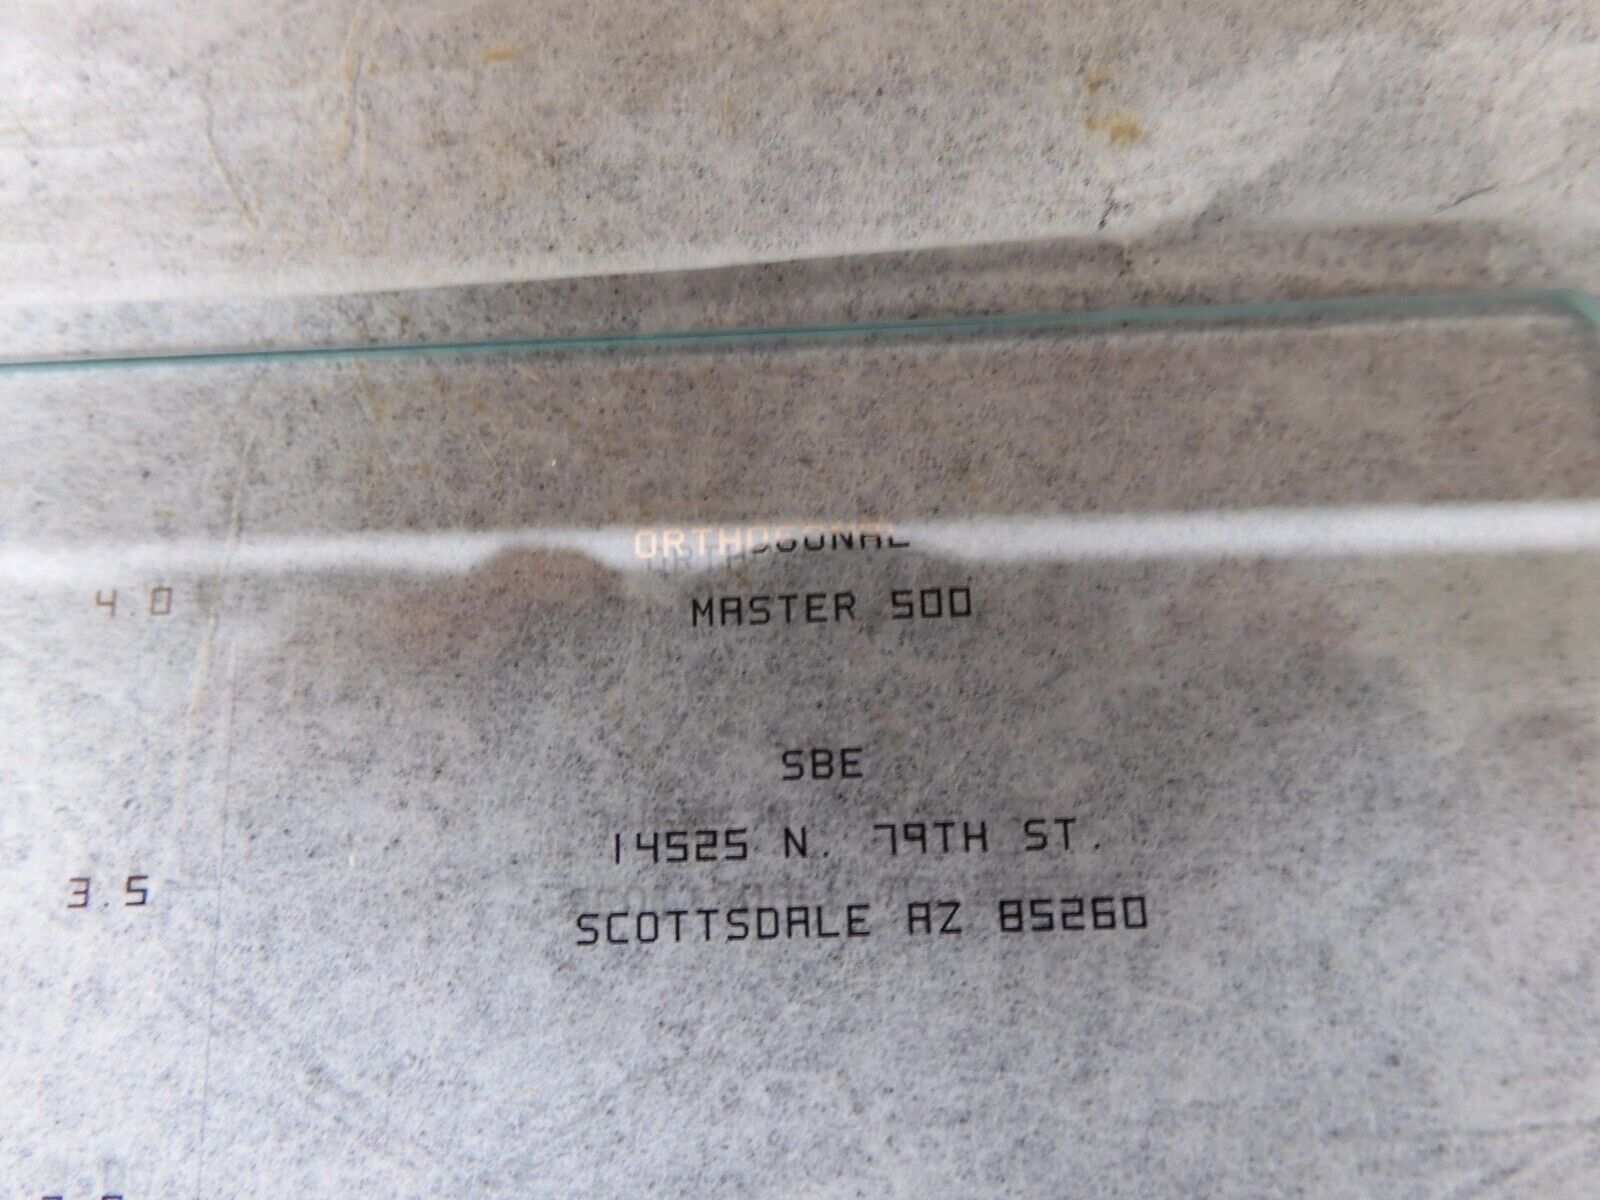 ORTHOGONAL
4.0
MASTER 500
SBE
14525 N. 79TH ST.
3.5
SCOTTSDALE AZ 85260